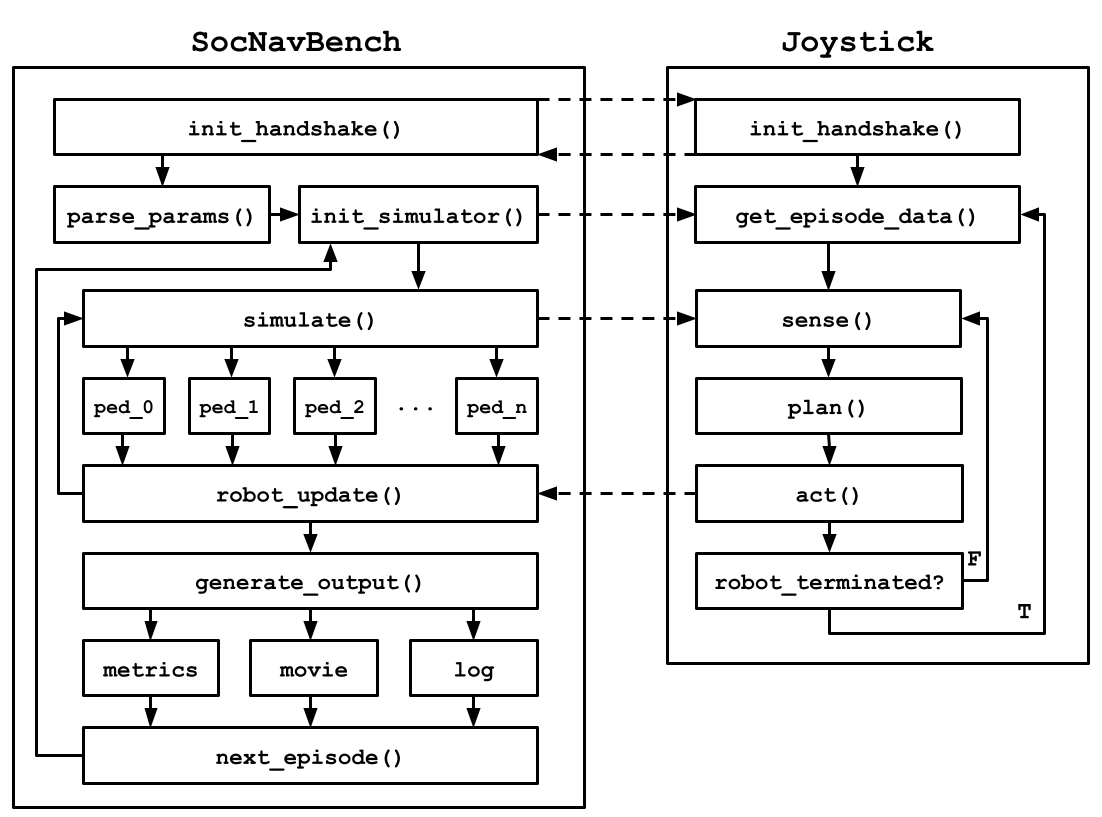 SocNavBench
Joystick
init_handshake()
init_handshake()
parse_params()
init_simulator()
get_episode_data()
simulate()
sense()
ped_0
ped_1
ped_2
...
ped_n
plan()
robot_update()
act()
generate_output()
robot_terminated?
F
T
metrics
movie
log
next_episode()